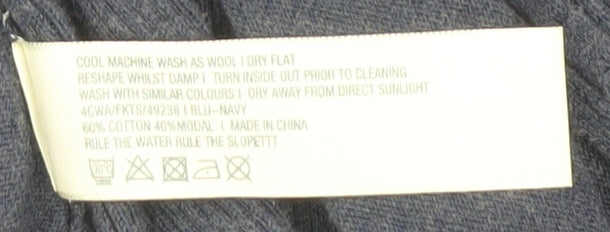 COOL MACHINE WASH AS WOOL | DRY FLAT
RESHAPE WHILST DAMP | TURN INSIDE OUT PRIOR TO CLEANING
WASH WITH SIMILAR COLOURS | DRY AWAY FROM DIRECT SUNLIGHT
4CWA/FKTS/49238 | BLU-NAVY
60% COTTON 40%MODAL | MADE IN CHINA
RULE THE WATER RULE THE SLOPETTT
30°C